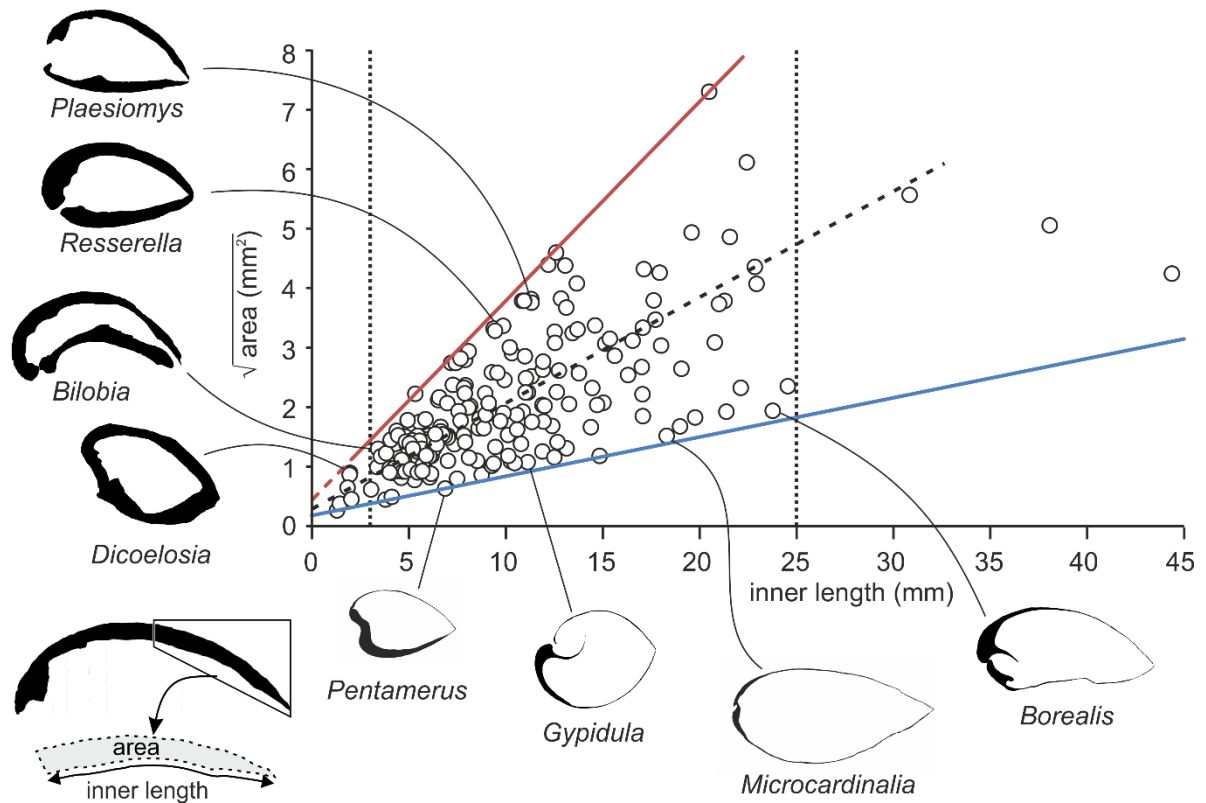 Plaesiomys
Resserella
Bilobia
Dicoelosia
area
inner length
√area (mm²)
8
7
6
5
4
3
2
1
0
0
5
10
15
20
25
30
35
40
45
inner length (mm)
Pentamerus
Gypidula
Microcardinalia
Borealis